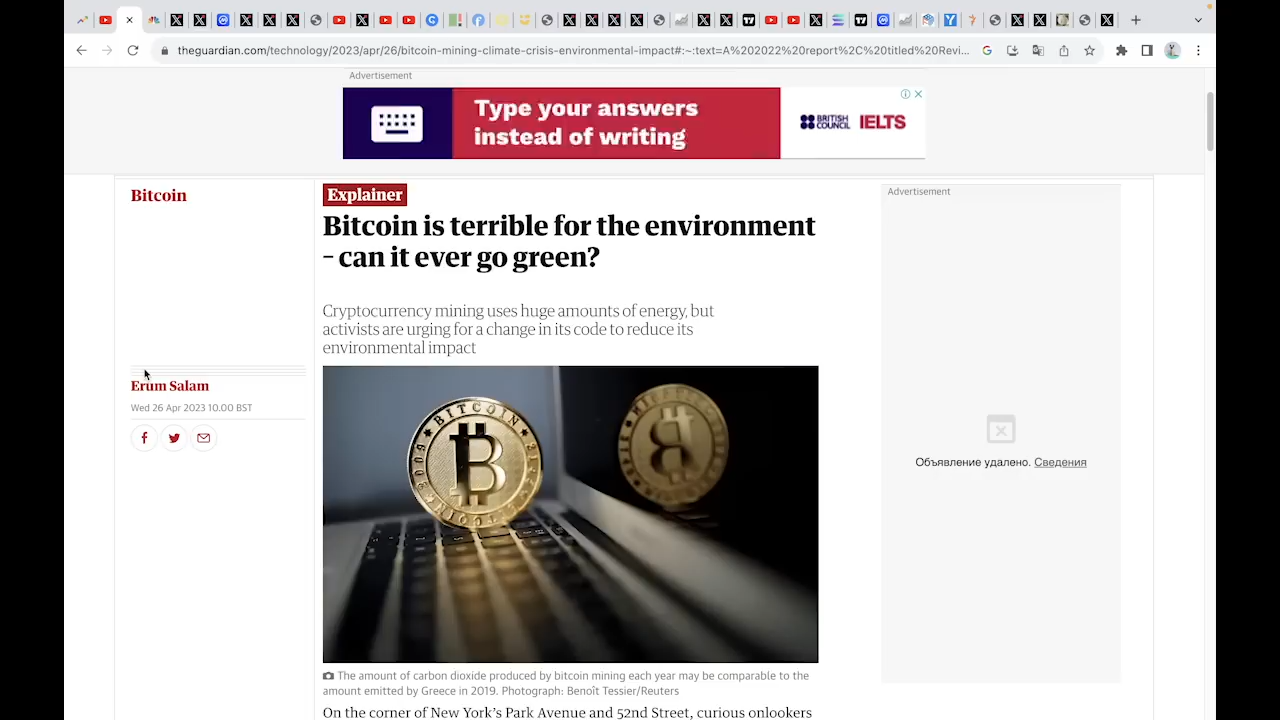 theguardian.com/technology/2023/apr/26/bitcoin-mining-climate-crisis-environmental-impact#:~:text=A%202022%20report%2C%20titled%20Revi...
Advertisement
Type your answers
instead of writing
BRITISH
COUNCIL
IELTS
Bitcoin
Explainer
Advertisement
Bitcoin is terrible for the environment
– can it ever go green?
Cryptocurrency mining uses huge amounts of energy, but
activists are urging for a change in its code to reduce its
environmental impact
Erum Salam
Wed 26 Apr 2023 10.00 BST
BITCOIN
Объявление удалено. Сведения
The amount of carbon dioxide produced by bitcoin mining each year may be comparable to the
amount emitted by Greece in 2019. Photograph: Benoît Tessier/Reuters
On the corner of New York's Park Avenue and 52nd Street, curious onlookers